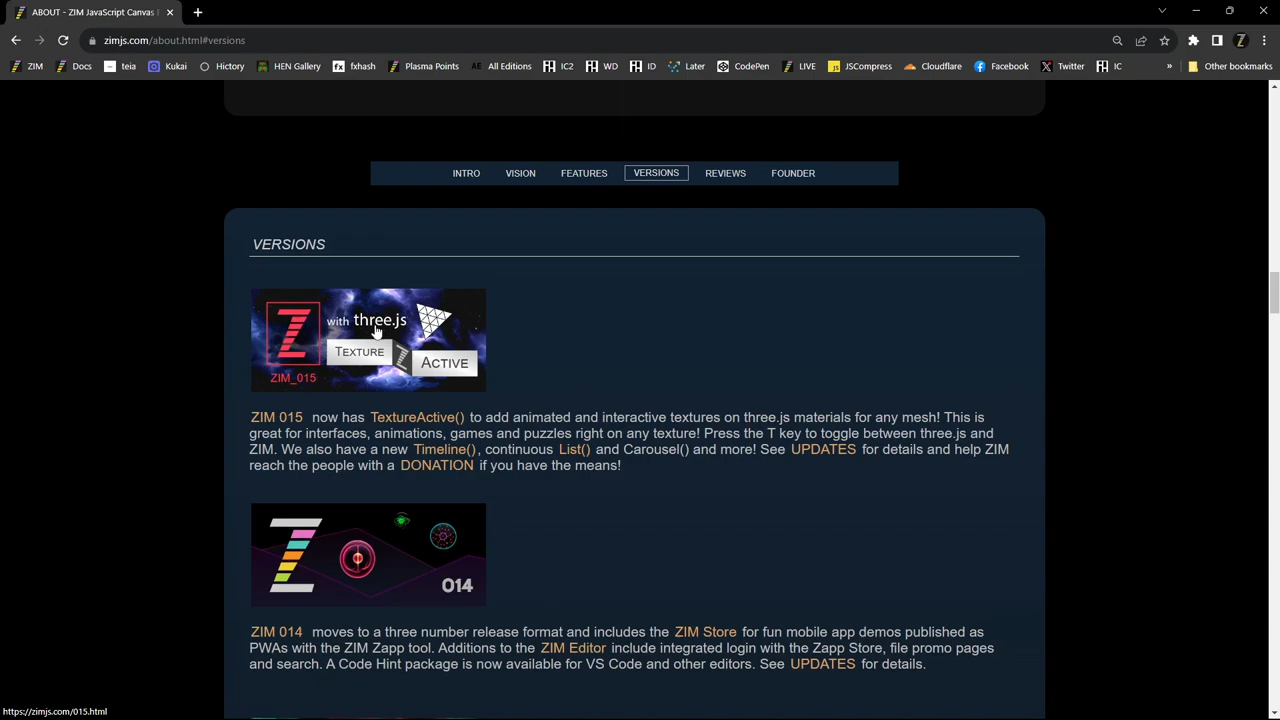 ABOUT - ZIM JavaScript Canvas F
zimjs.com/about.html#versions
ZIM Docs teia Kukai Hictory HEN Gallery fxhash Plasma Points AE All Editions IC2 WD ID Later CodePen LIVE JS JSCompress Cloudflare Facebook Twitter IC » Other bookmarks
INTRO VISION FEATURES VERSIONS REVIEWS FOUNDER
VERSIONS
with three.js
TEXTURE
ACTIVE
ZIM_015
ZIM 015 now has TextureActive() to add animated and interactive textures on three.js materials for any mesh! This is
great for interfaces, animations, games and puzzles right on any texture! Press the T key to toggle between three.js and
ZIM. We also have a new Timeline(), continuous List() and Carousel() and more! See UPDATES for details and help ZIM
reach the people with a DONATION if you have the means!
014
ZIM 014 moves to a three number release format and includes the ZIM Store for fun mobile app demos published as
PWAs with the ZIM Zapp tool. Additions to the ZIM Editor include integrated login with the Zapp Store, file promo pages
and search. A Code Hint package is now available for VS Code and other editors. See UPDATES for details.
https://zimjs.com/015.html